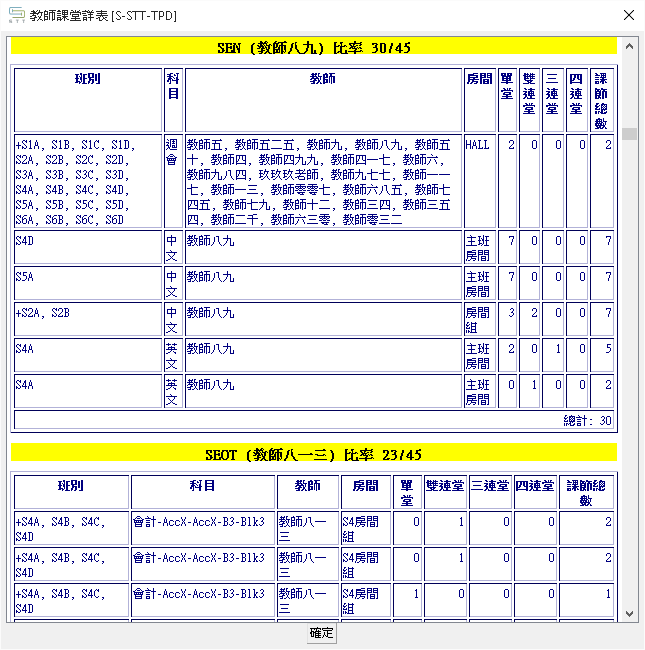 教師課堂詳表 [S-STT-TPD]
SEN (教師八九) 比率 30/45
班別 科目 教師 房間 單堂 雙連堂 三連堂 四連堂 課節總數
+S1A, S1B, S1C, S1D, S2A, S2B, S2C, S2D, S3A, S3B, S3C, S3D, S4A, S4B, S4C, S4D, S5A, S5B, S5C, S5D, S6A, S6B, S6C, S6D 週會 教師五, 教師五二五, 教師九, 教師八九, 教師五十, 教師四, 教師四九九, 教師四一七, 教師六, 教師九八四, 玖玖玖老師, 教師九七七, 教師一一七, 教師一三, 教師零零七, 教師六八五, 教師七四五, 教師七九, 教師十二, 教師三四, 教師三五四, 教師二千, 教師六三零, 教師零三二 HALL 2 0 0 0 2
S4D 中文 教師八九 主班房間 7 0 0 0 7
S5A 中文 教師八九 主班房間 7 0 0 0 7
+S2A, S2B 中文 教師八九 房間組 3 2 0 0 7
S4A 英文 教師八九 主班房間 2 0 1 0 5
S4A 英文 教師八九 主班房間 0 1 0 0 2
總計: 30
SEOT (教師八一三) 比率 23/45
班別 科目 教師 房間 單堂 雙連堂 三連堂 四連堂 課節總數
+S4A, S4B, S4C, S4D 會計-AccX-AccX-B3-Blk3 教師八一三 S4房間組 0 1 0 0 2
+S4A, S4B, S4C, S4D 會計-AccX-AccX-B3-Blk3 教師八一三 S4房間組 0 1 0 0 2
+S4A, S4B, S4C, S4D 會計-AccX-AccX-B3-Blk3 教師八一三 S4房間組 1 0 0 0 1
確定